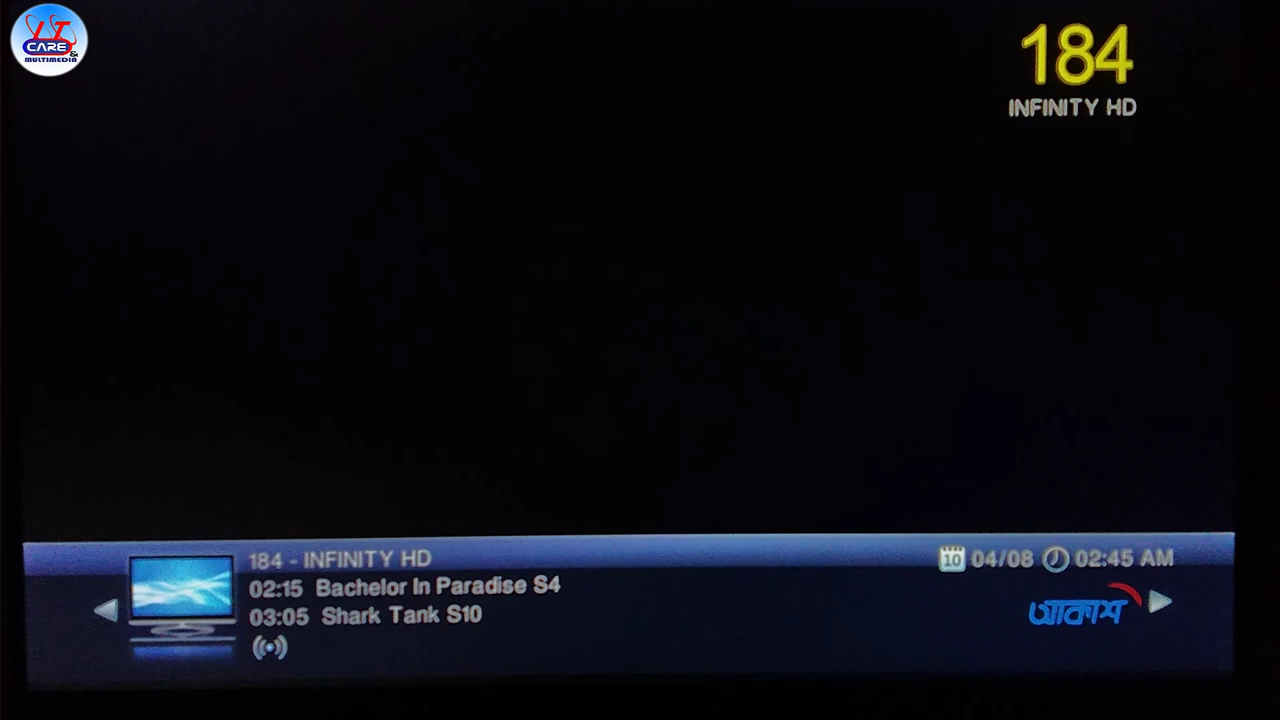 IT
CARE
&
MULTIMEDIA
184
INFINITY HD
184 - INFINITY HD
10 04/08 02:45 AM
02:15 Bachelor In Paradise S4
03:05 Shark Tank S10
আকাশ